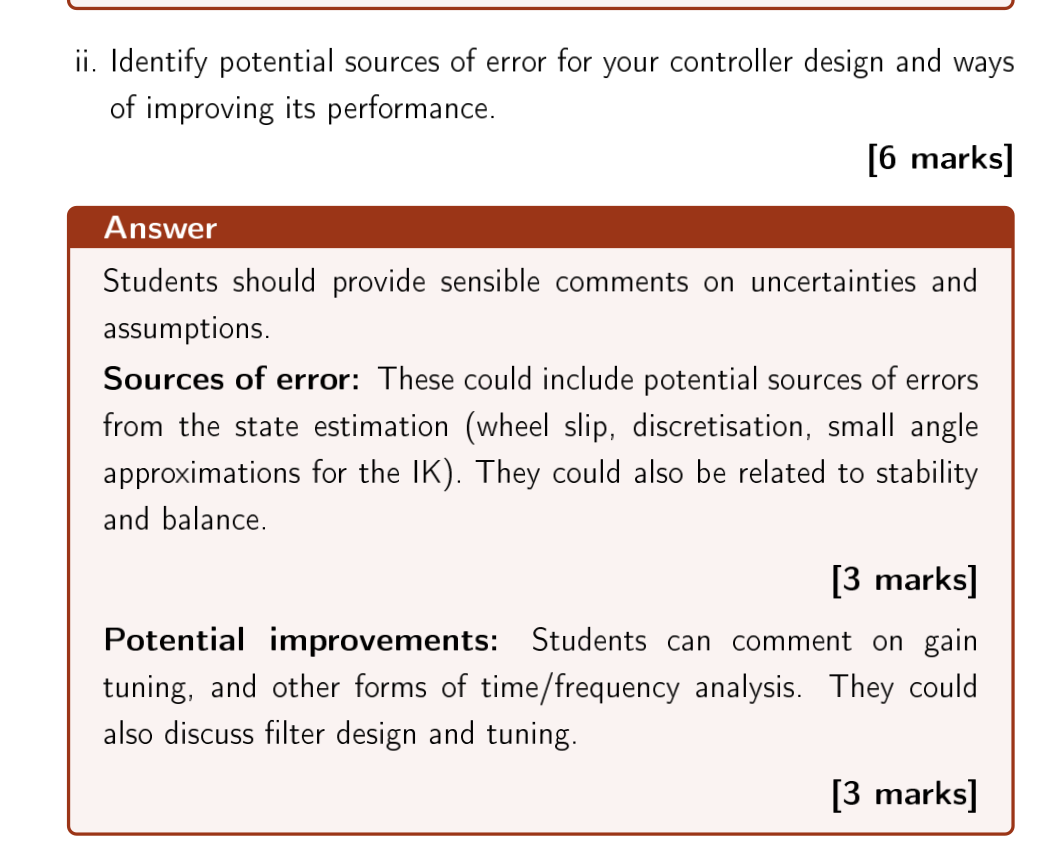 ii. Identify potential sources of error for your controller design and ways
of improving its performance.
[6 marks]
Answer
Students should provide sensible comments on uncertainties and
assumptions.
Sources of error: These could include potential sources of errors
from the state estimation (wheel slip, discretisation, small angle
approximations for the IK). They could also be related to stability
and balance.
[3 marks]
Potential improvements: Students can comment on gain
tuning, and other forms of time/frequency analysis. They could
also discuss filter design and tuning.
[3 marks]